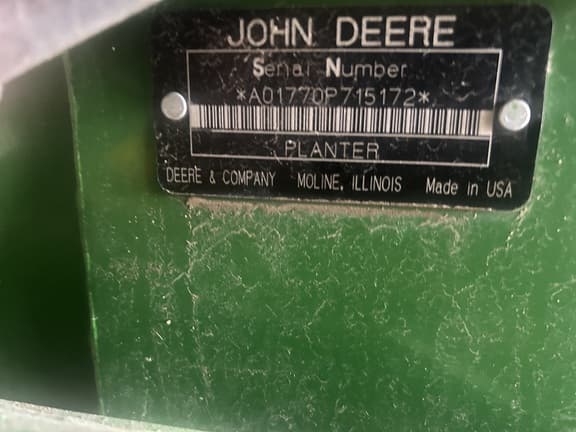 JOHN DEERE
Serial Number
*A01770P715172*
PLANTER
DEERE & COMPANY MOLINE, ILLINOIS Made in USA